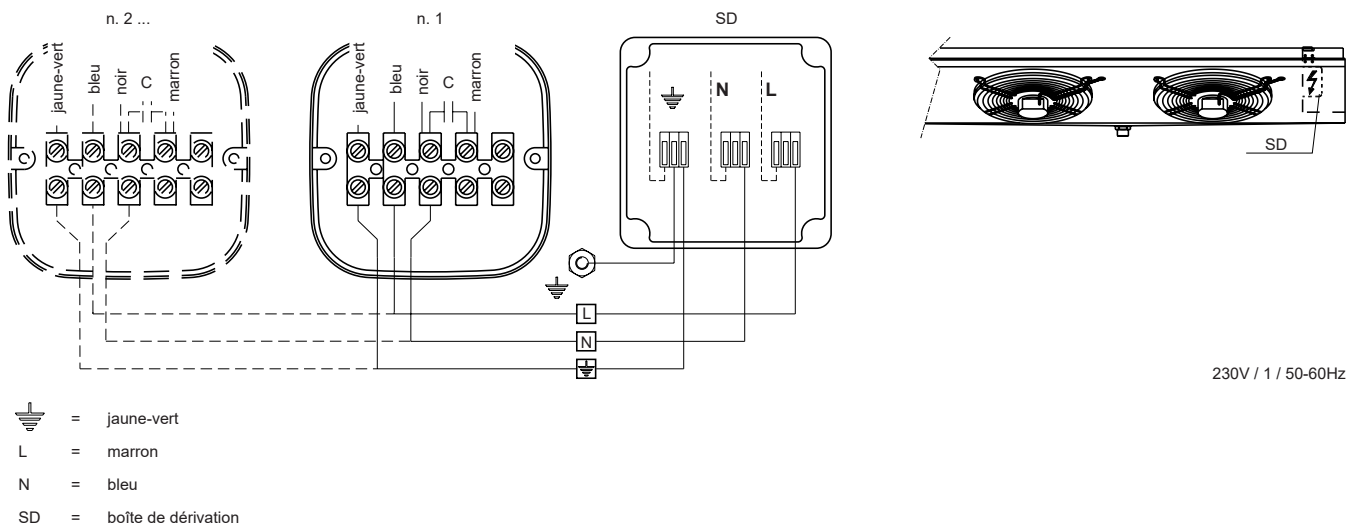 n. 2 ...
n. 1
SD
jaune-vert
bleu
noir
C
marron
jaune-vert
bleu
noir
C
marron
N
L
SD
L
N
230V / 1 / 50-60Hz
= jaune-vert
L = marron
N = bleu
SD = boîte de dérivation